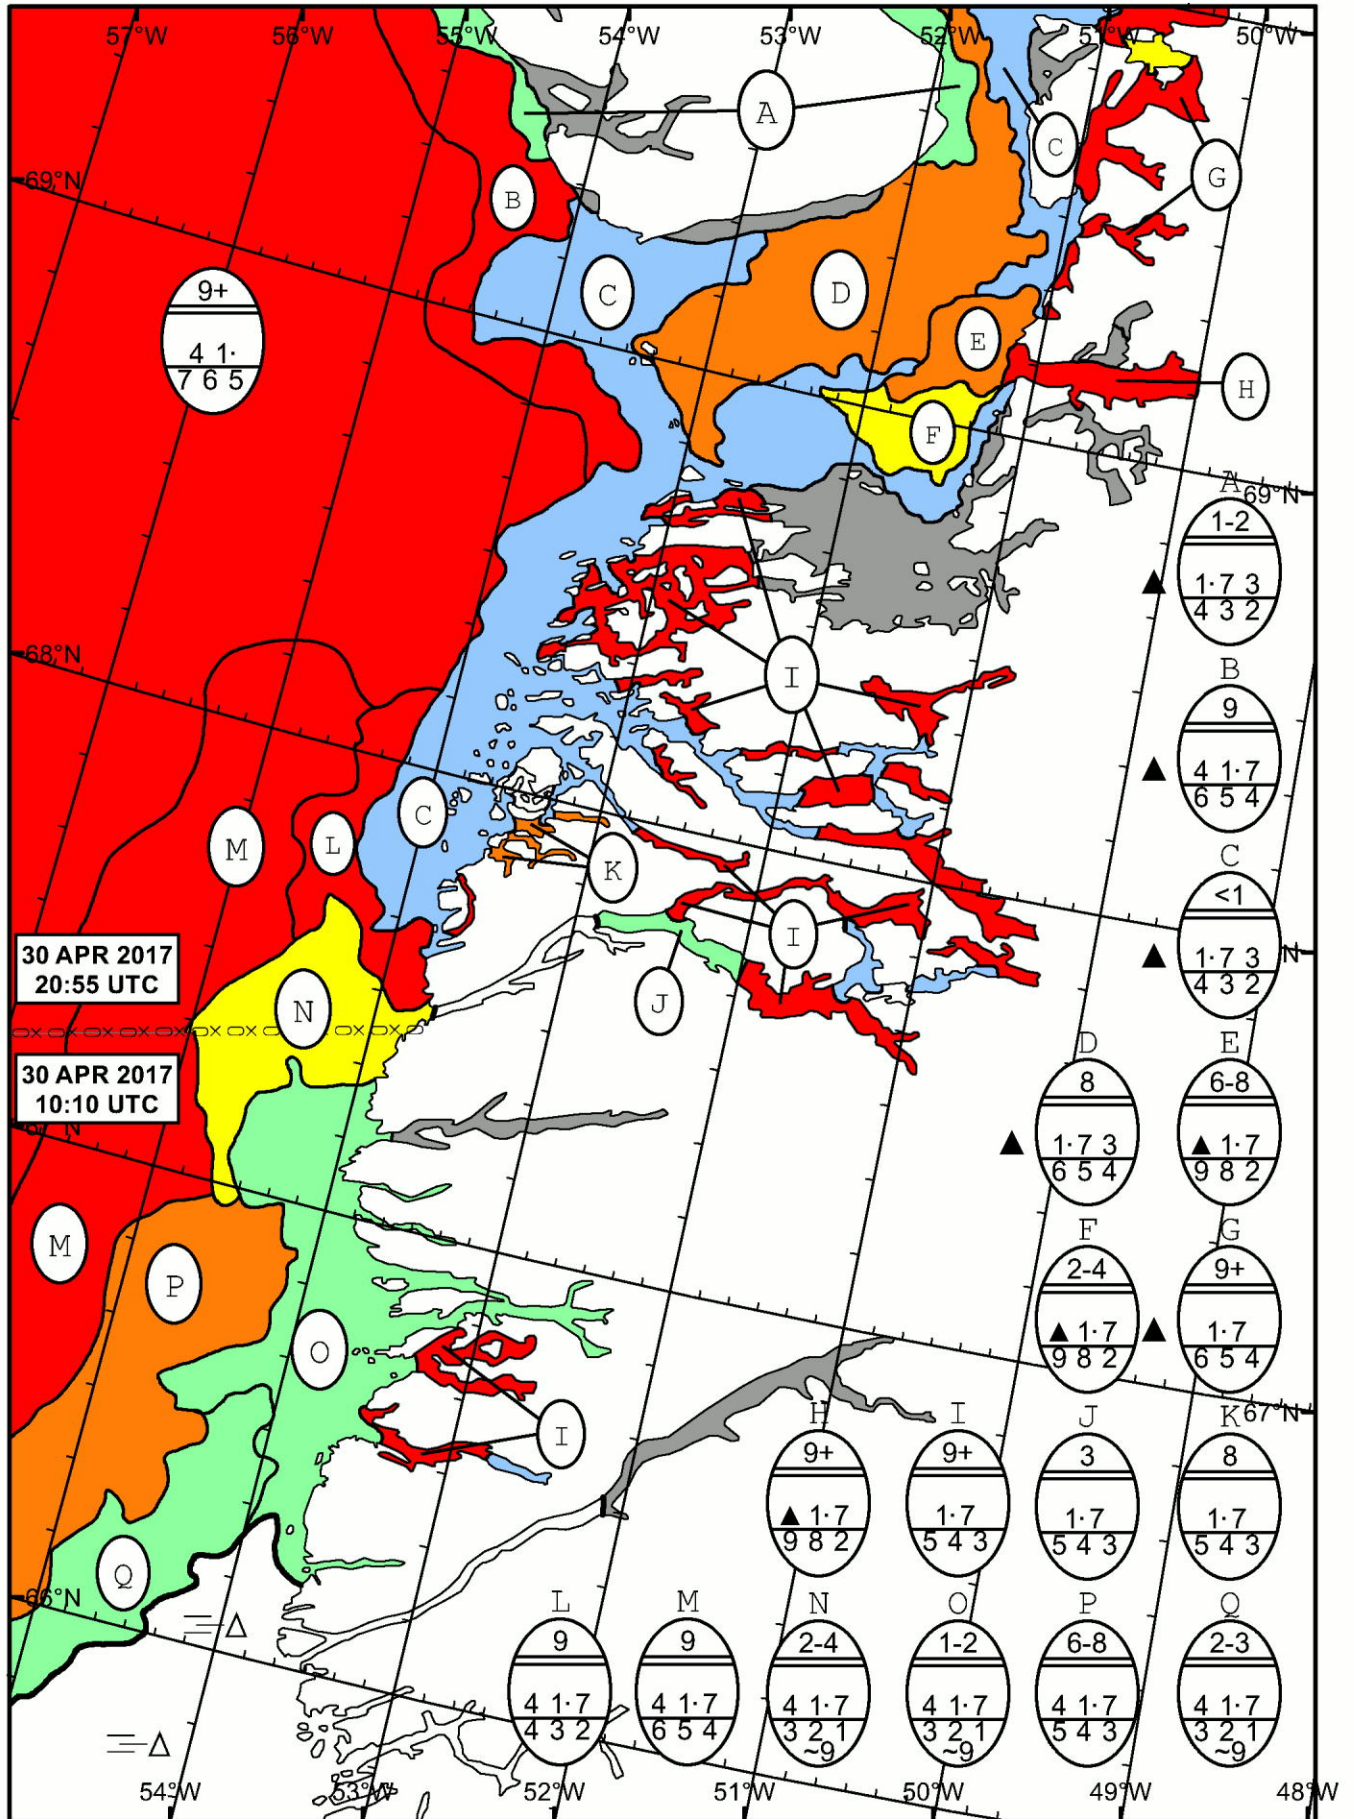 57°W 56°W 55°W 54°W 53°W 52°W 51°W 50°W
A
C
G
69°N
B
C
D
9+
4 1·
7 6 5
E
H
F
69°N
A
1-2
1·7 3
4 3 2
68°N
I
B
9
4 1·7
6 5 4
C
M
L
K
C
<1
1·7 3
4 3 2
I
30 APR 2017
20:55 UTC
N
J
N
30 APR 2017
10:10 UTC
N
D
8
1·7 3
6 5 4
E
6-8
▲ 1·7
9 8 2
M
P
F
2-4
▲ 1·7
9 8 2
G
9+
1·7
6 5 4
O
67°N
I
H
9+
▲ 1·7
9 8 2
I
9+
1·7
5 4 3
J
3
1·7
5 4 3
K
8
1·7
5 4 3
Q
66°N
L
9
4 1·7
4 3 2
M
9
4 1·7
6 5 4
N
2-4
4 1·7
3 2 1
~9
O
1-2
4 1·7
3 2 1
~9
P
6-8
4 1·7
5 4 3
Q
2-3
4 1·7
3 2 1
~9
54°W 53°W 52°W 51°W 50°W 49°W 48°W